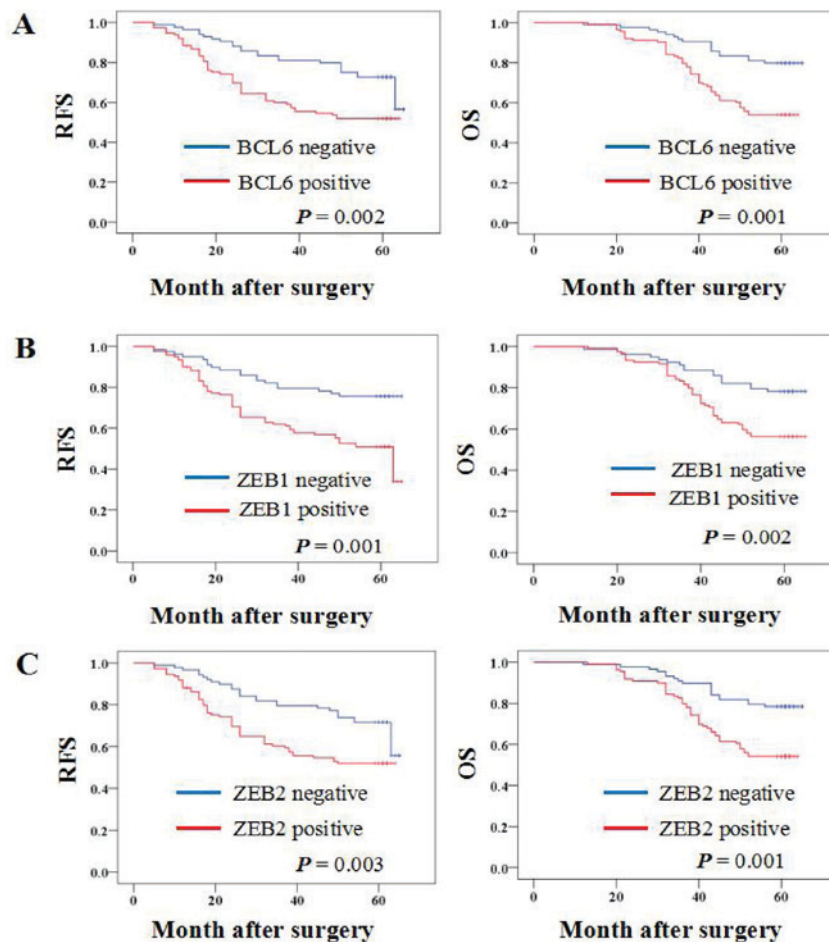 A
1.0
0.8
0.6
0.4
0.2
0.0
RFS
BCL6 negative
BCL6 positive
P = 0.002
0 20 40 60
Month after surgery
1.0
0.8
0.6
0.4
0.2
0.0
OS
BCL6 negative
BCL6 positive
P = 0.001
0 20 40 60
Month after surgery
B
1.0
0.8
0.6
0.4
0.2
0.0
RFS
ZEB1 negative
ZEB1 positive
P = 0.001
0 20 40 60
Month after surgery
1.0
0.8
0.6
0.4
0.2
0.0
OS
ZEB1 negative
ZEB1 positive
P = 0.002
0 20 40 60
Month after surgery
C
1.0
0.8
0.6
0.4
0.2
0.0
RFS
ZEB2 negative
ZEB2 positive
P = 0.003
0 20 40 60
Month after surgery
1.0
0.8
0.6
0.4
0.2
0.0
OS
ZEB2 negative
ZEB2 positive
P = 0.001
0 20 40 60
Month after surgery